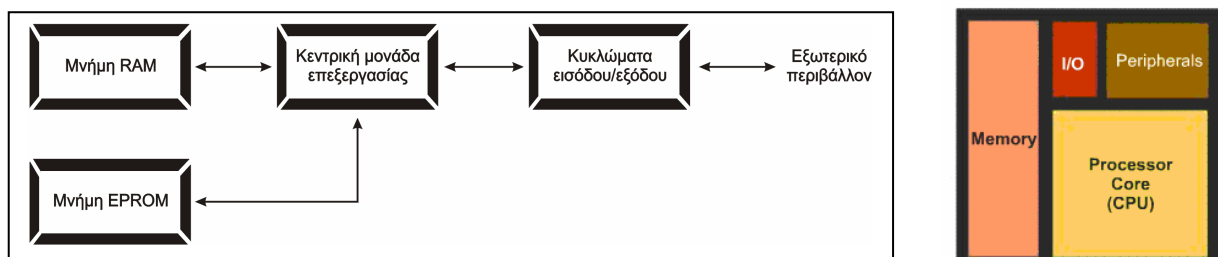 Μνήμη RAM
Κεντρική μονάδα
επεξεργασίας
Κυκλώματα
εισόδου/εξόδου
Εξωτερικό
περιβάλλον
Μνήμη EPROM
Memory
I/O
Peripherals
Processor
Core
(CPU)